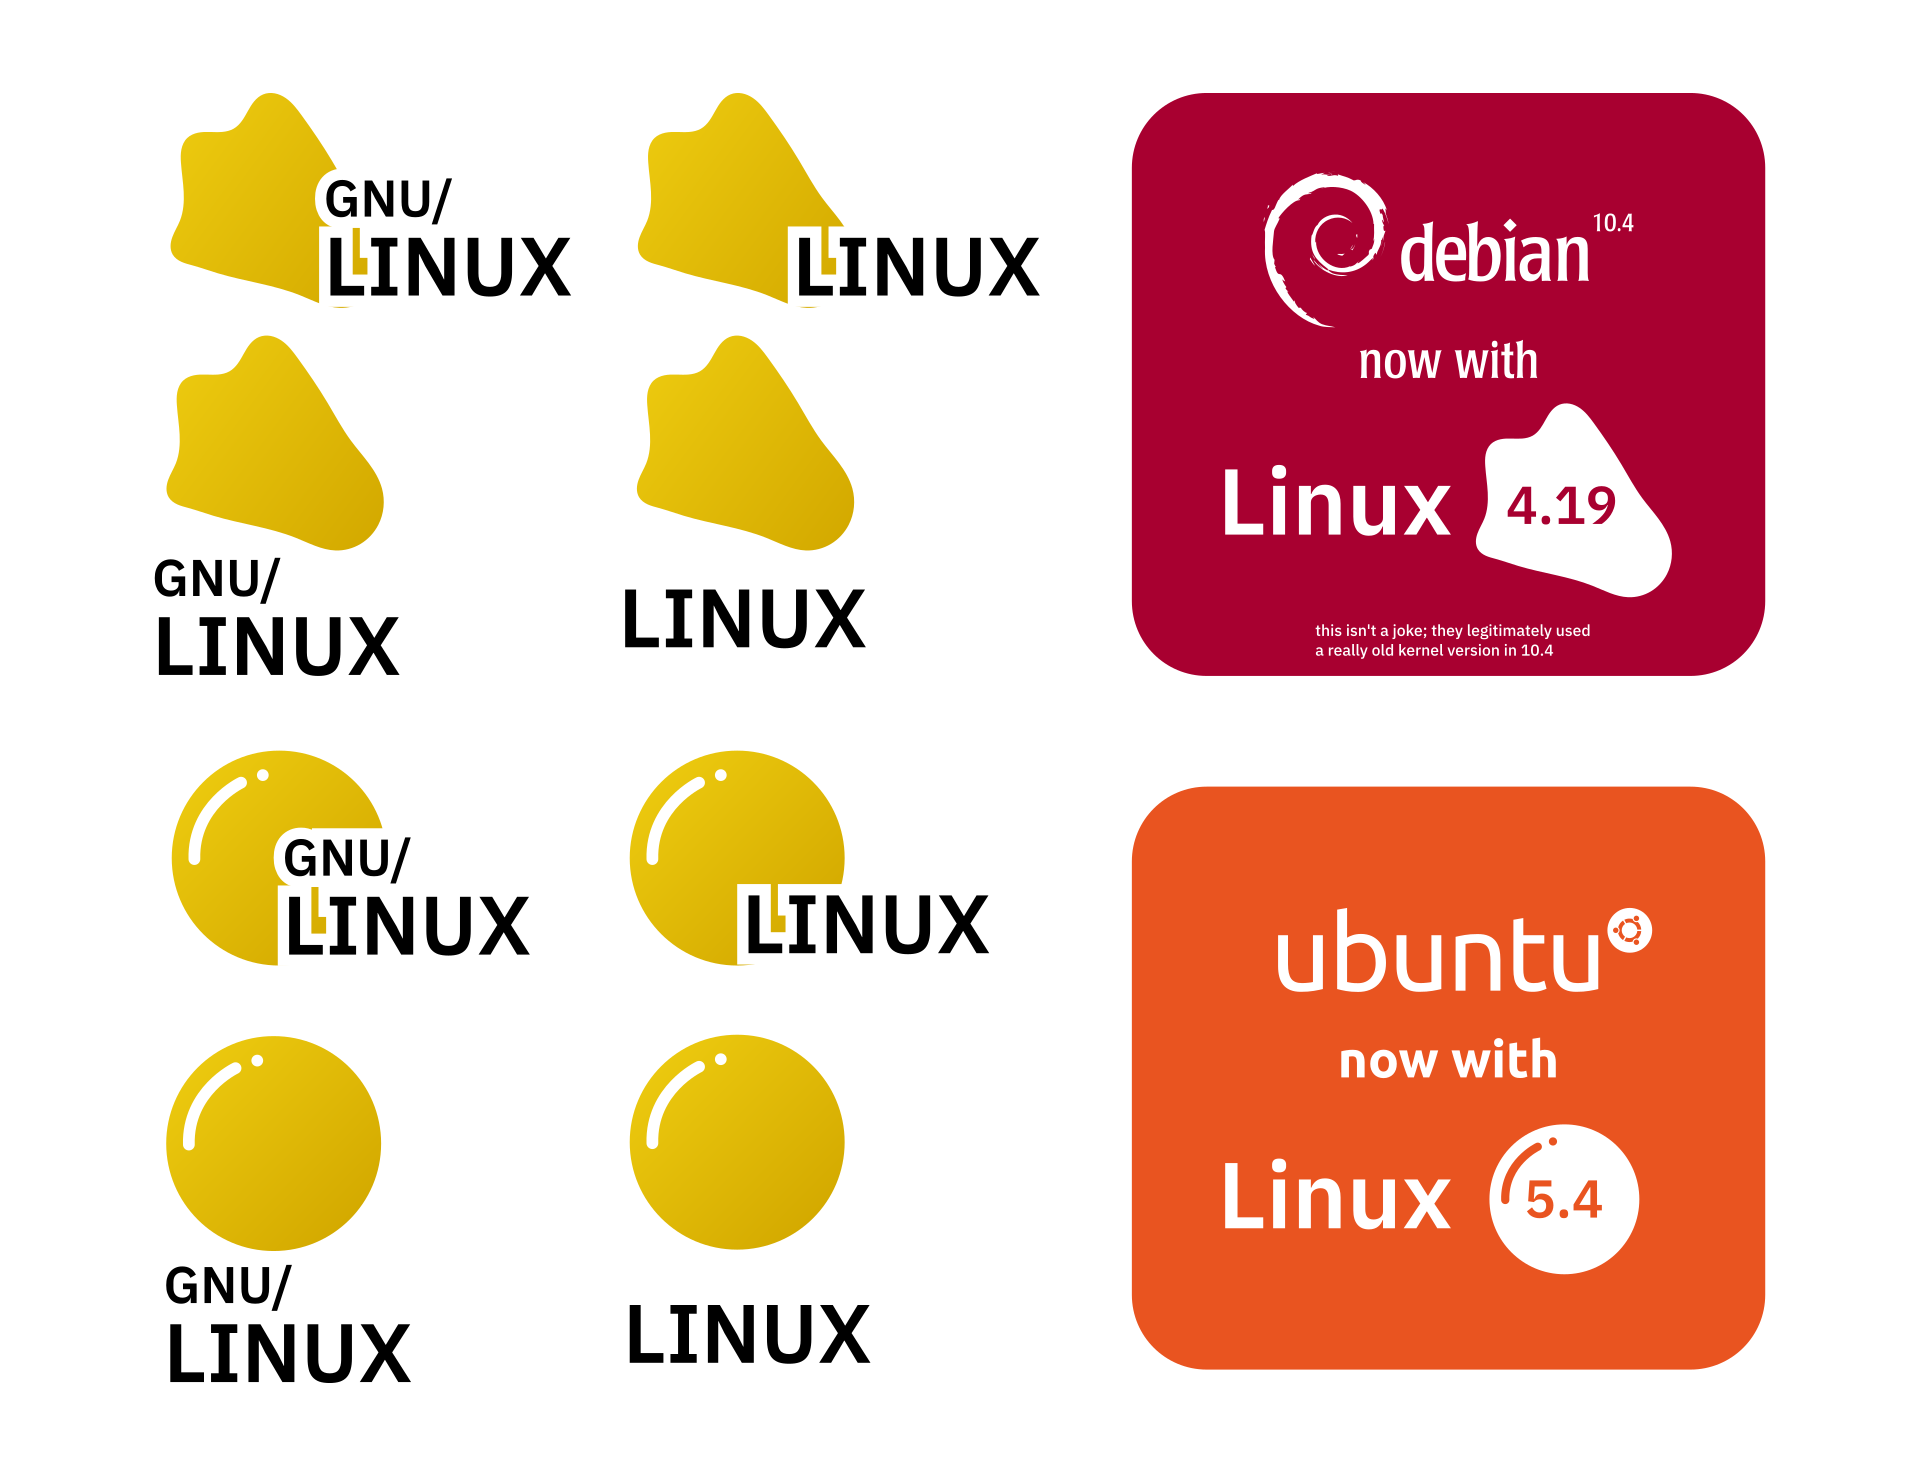 GNU/
LINUX
LINUX
GNU/
LINUX
LINUX
GNU/
LINUX
LINUX
GNU/
LINUX
LINUX
debian 10.4
now with
Linux 4.19
this isn't a joke; they legitimately used
a really old kernel version in 10.4
ubuntu
now with
Linux 5.4